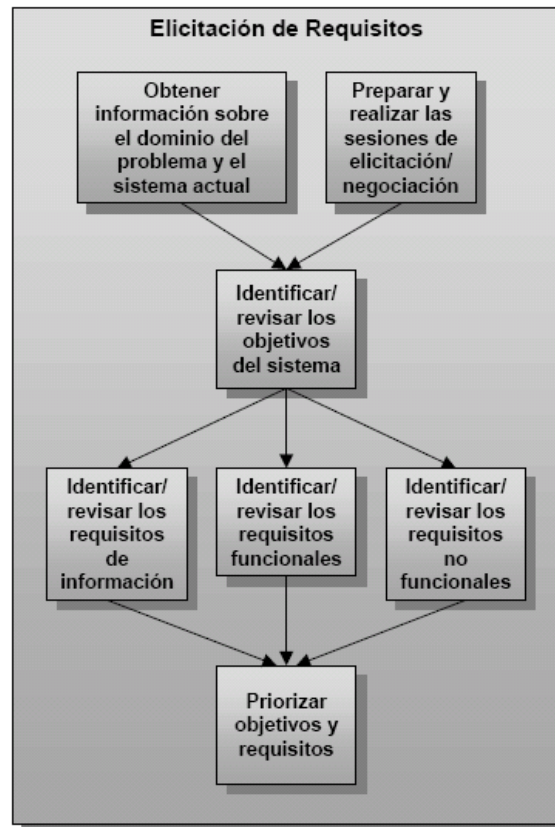 Elicitación de Requisitos
Obtener
información sobre
el dominio del
problema y el
sistema actual
Preparar y
realizar las
sesiones de
elicitación/
negociación
Identificar/
revisar los
objetivos
del sistema
Identificar/
revisar los
requisitos
de
información
Identificar/
revisar los
requisitos
funcionales
Identificar/
revisar los
requisitos
no
funcionales
Priorizar
objetivos y
requisitos